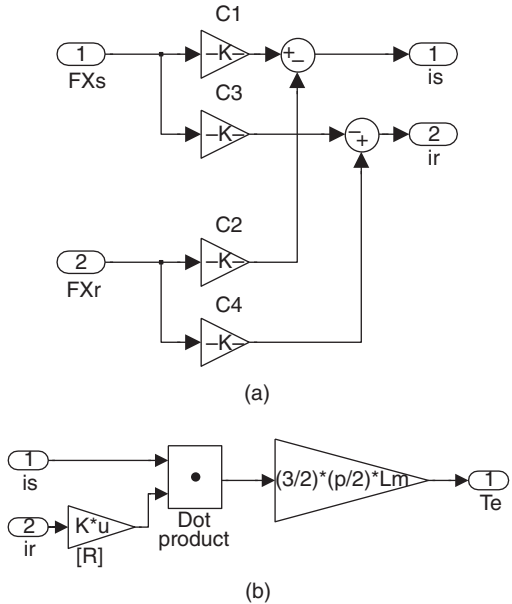 C1
1
–K–
+
–
1
FXs
is
C3
–K–
–
+
2
ir
C2
2
–K–
FXr
C4
–K–
(a)
1
is
(3/2)*(p/2)*Lm
1
Te
2
K*u
ir
[R]
Dot
product
(b)